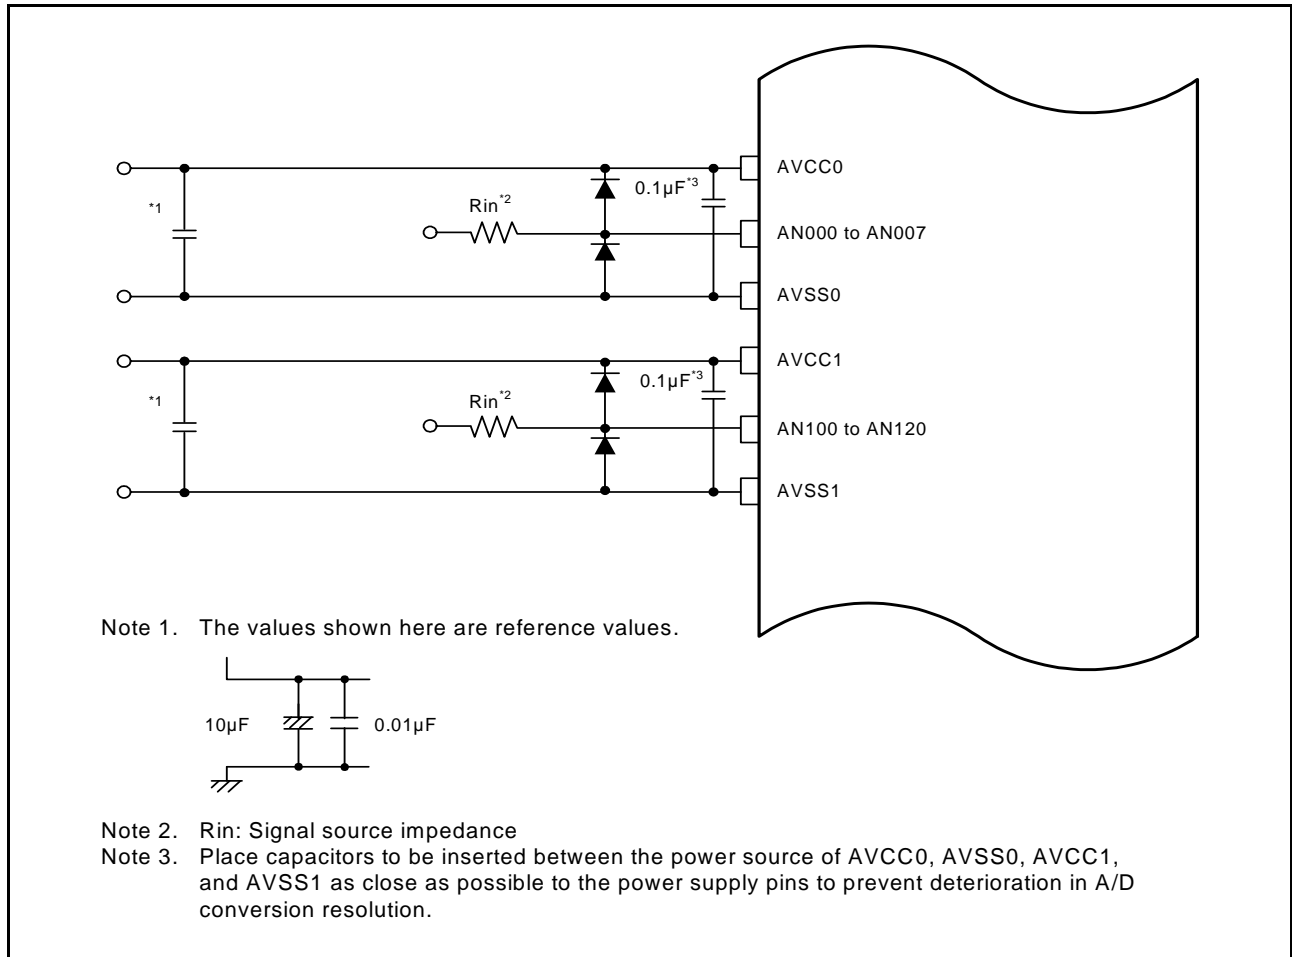 AVCC0
*1
0.1µF*3
Rin*2
AN000 to AN007
AVSS0
AVCC1
*1
0.1µF*3
Rin*2
AN100 to AN120
AVSS1
Note 1. The values shown here are reference values.
10µF
0.01µF
Note 2. Rin: Signal source impedance
Note 3. Place capacitors to be inserted between the power source of AVCC0, AVSS0, AVCC1,
and AVSS1 as close as possible to the power supply pins to prevent deterioration in A/D
conversion resolution.